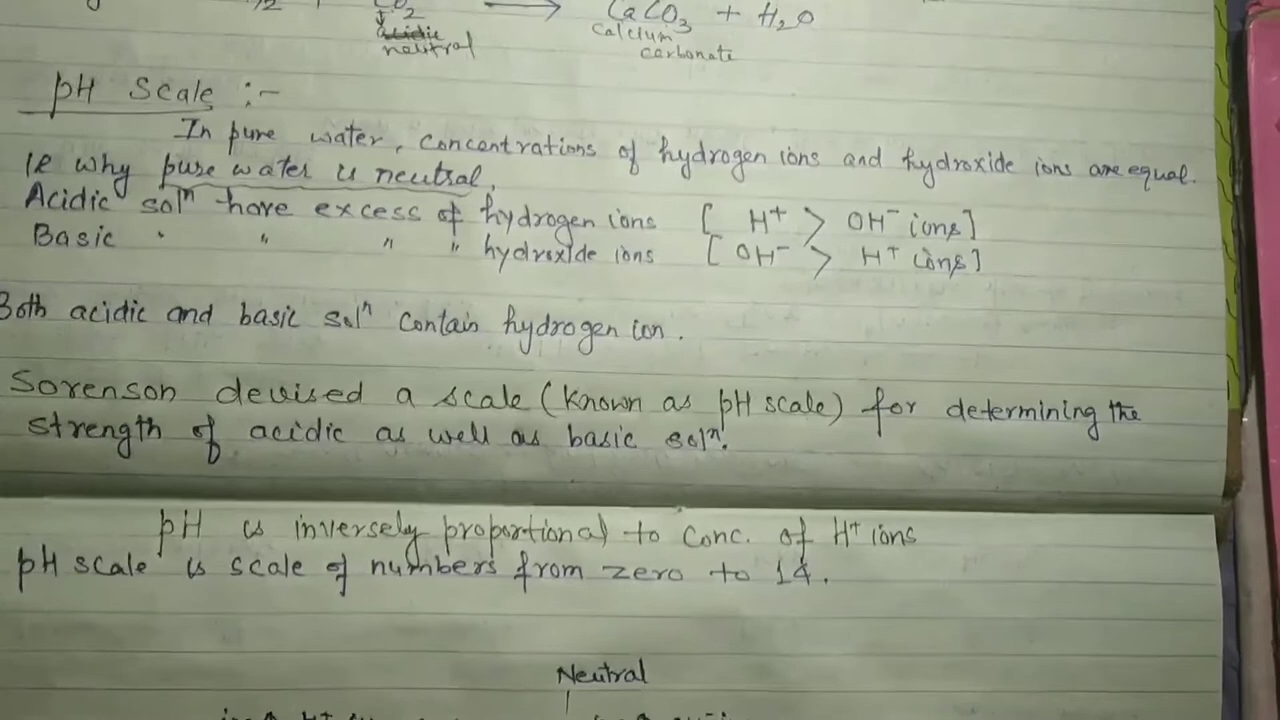 CO2 → CaCO3 + H2O
neutral calcium carbonate
pH Scale :-
In pure water, concentrations of hydrogen ions and hydroxide ions are equal.
ie why pure water is neutral.
Acidic solⁿ have excess of hydrogen ions [ H⁺ > OH⁻ ions]
Basic " " " " hydroxide ions [ OH⁻ > H⁺ ions]
Both acidic and basic solⁿ contain hydrogen ion.
Sorenson devised a scale (known as pH scale) for determining the
strength of acidic as well as basic solⁿ.
pH is inversely proportional to conc. of H⁺ ions
pH scale is scale of numbers from zero to 14.
Neutral